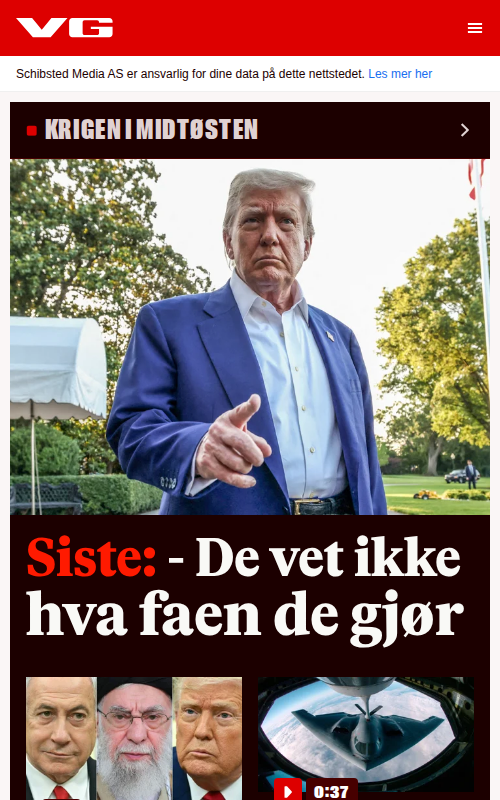 VG
Schibsted Media AS er ansvarlig for dine data på dette nettstedet. Les mer her
KRIGEN I MIDTØSTEN
Siste: - De vet ikke
hva faen de gjør
0:37